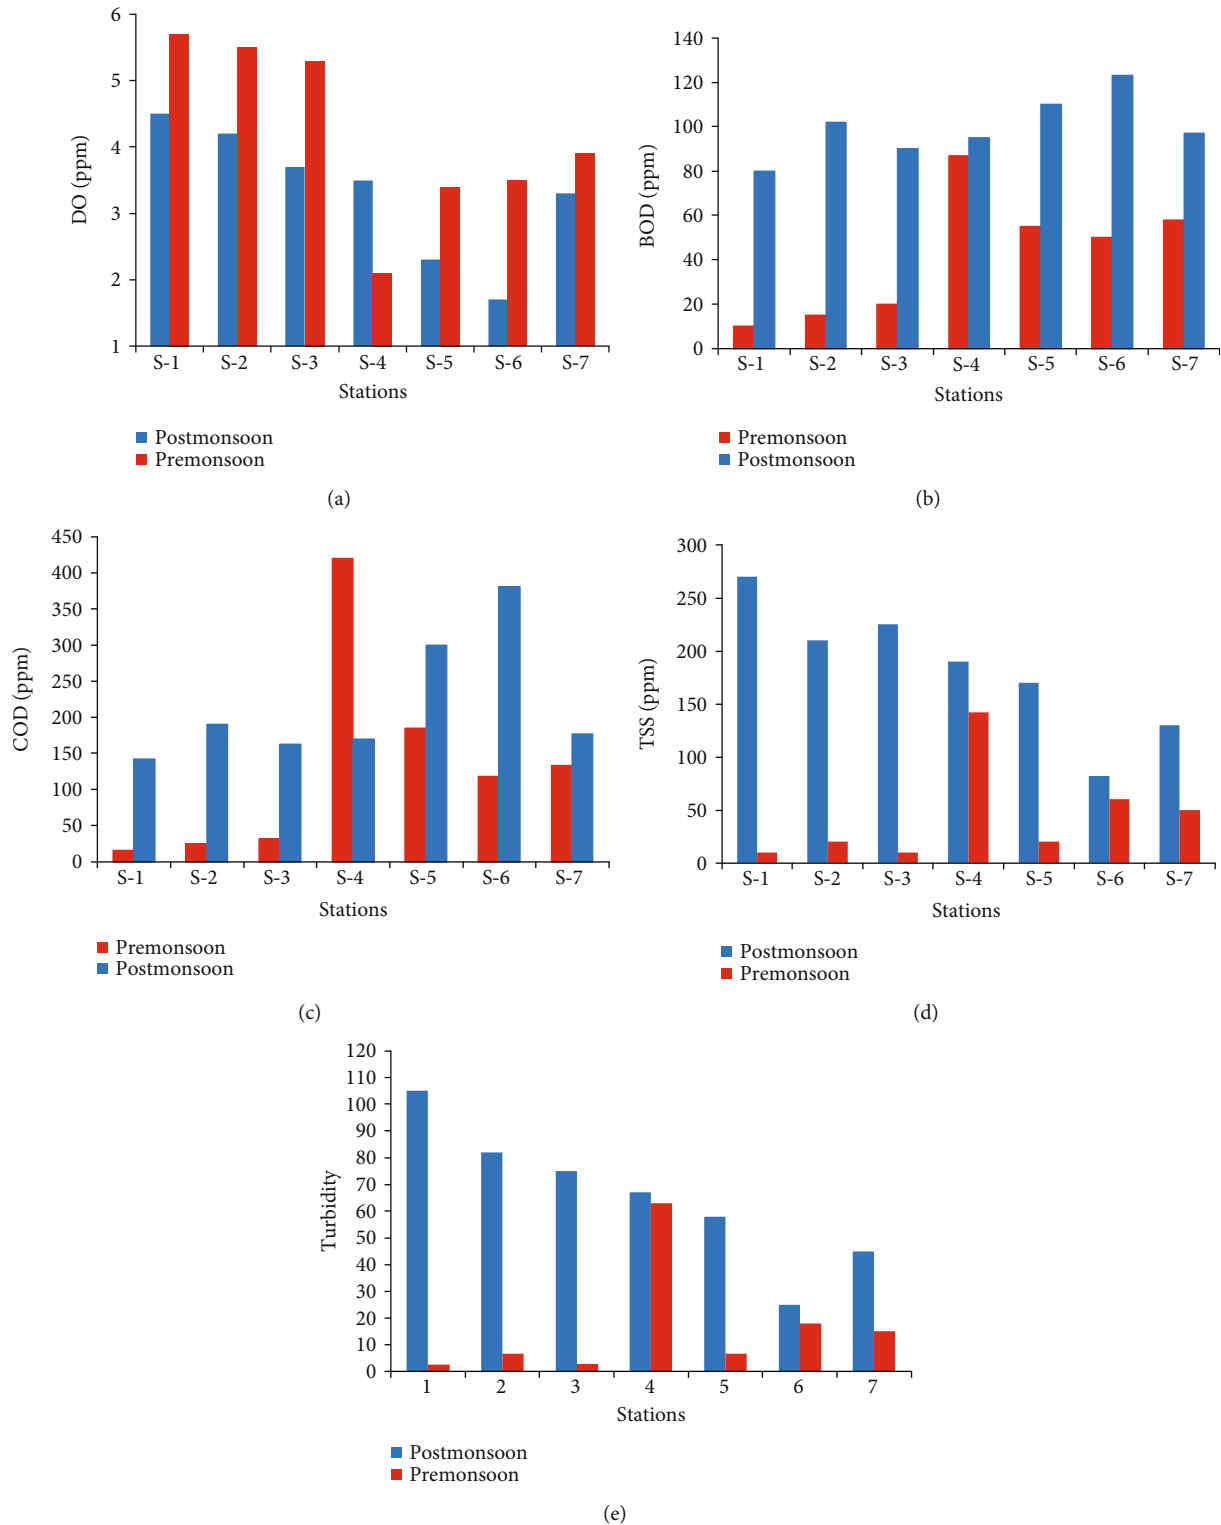 6
5
4
3
2
1
DO (ppm)
S-1 S-2 S-3 S-4 S-5 S-6 S-7
Stations
Postmonsoon
Premonsoon
(a)
140
120
100
80
60
40
20
0
BOD (ppm)
S-1 S-2 S-3 S-4 S-5 S-6 S-7
Stations
Premonsoon
Postmonsoon
(b)
450
400
350
300
250
200
150
100
50
0
COD (ppm)
S-1 S-2 S-3 S-4 S-5 S-6 S-7
Stations
Premonsoon
Postmonsoon
(c)
300
250
200
150
100
50
0
TSS (ppm)
S-1 S-2 S-3 S-4 S-5 S-6 S-7
Stations
Postmonsoon
Premonsoon
(d)
120
110
100
90
80
70
60
50
40
30
20
10
0
Turbidity
1 2 3 4 5 6 7
Stations
Postmonsoon
Premonsoon
(e)